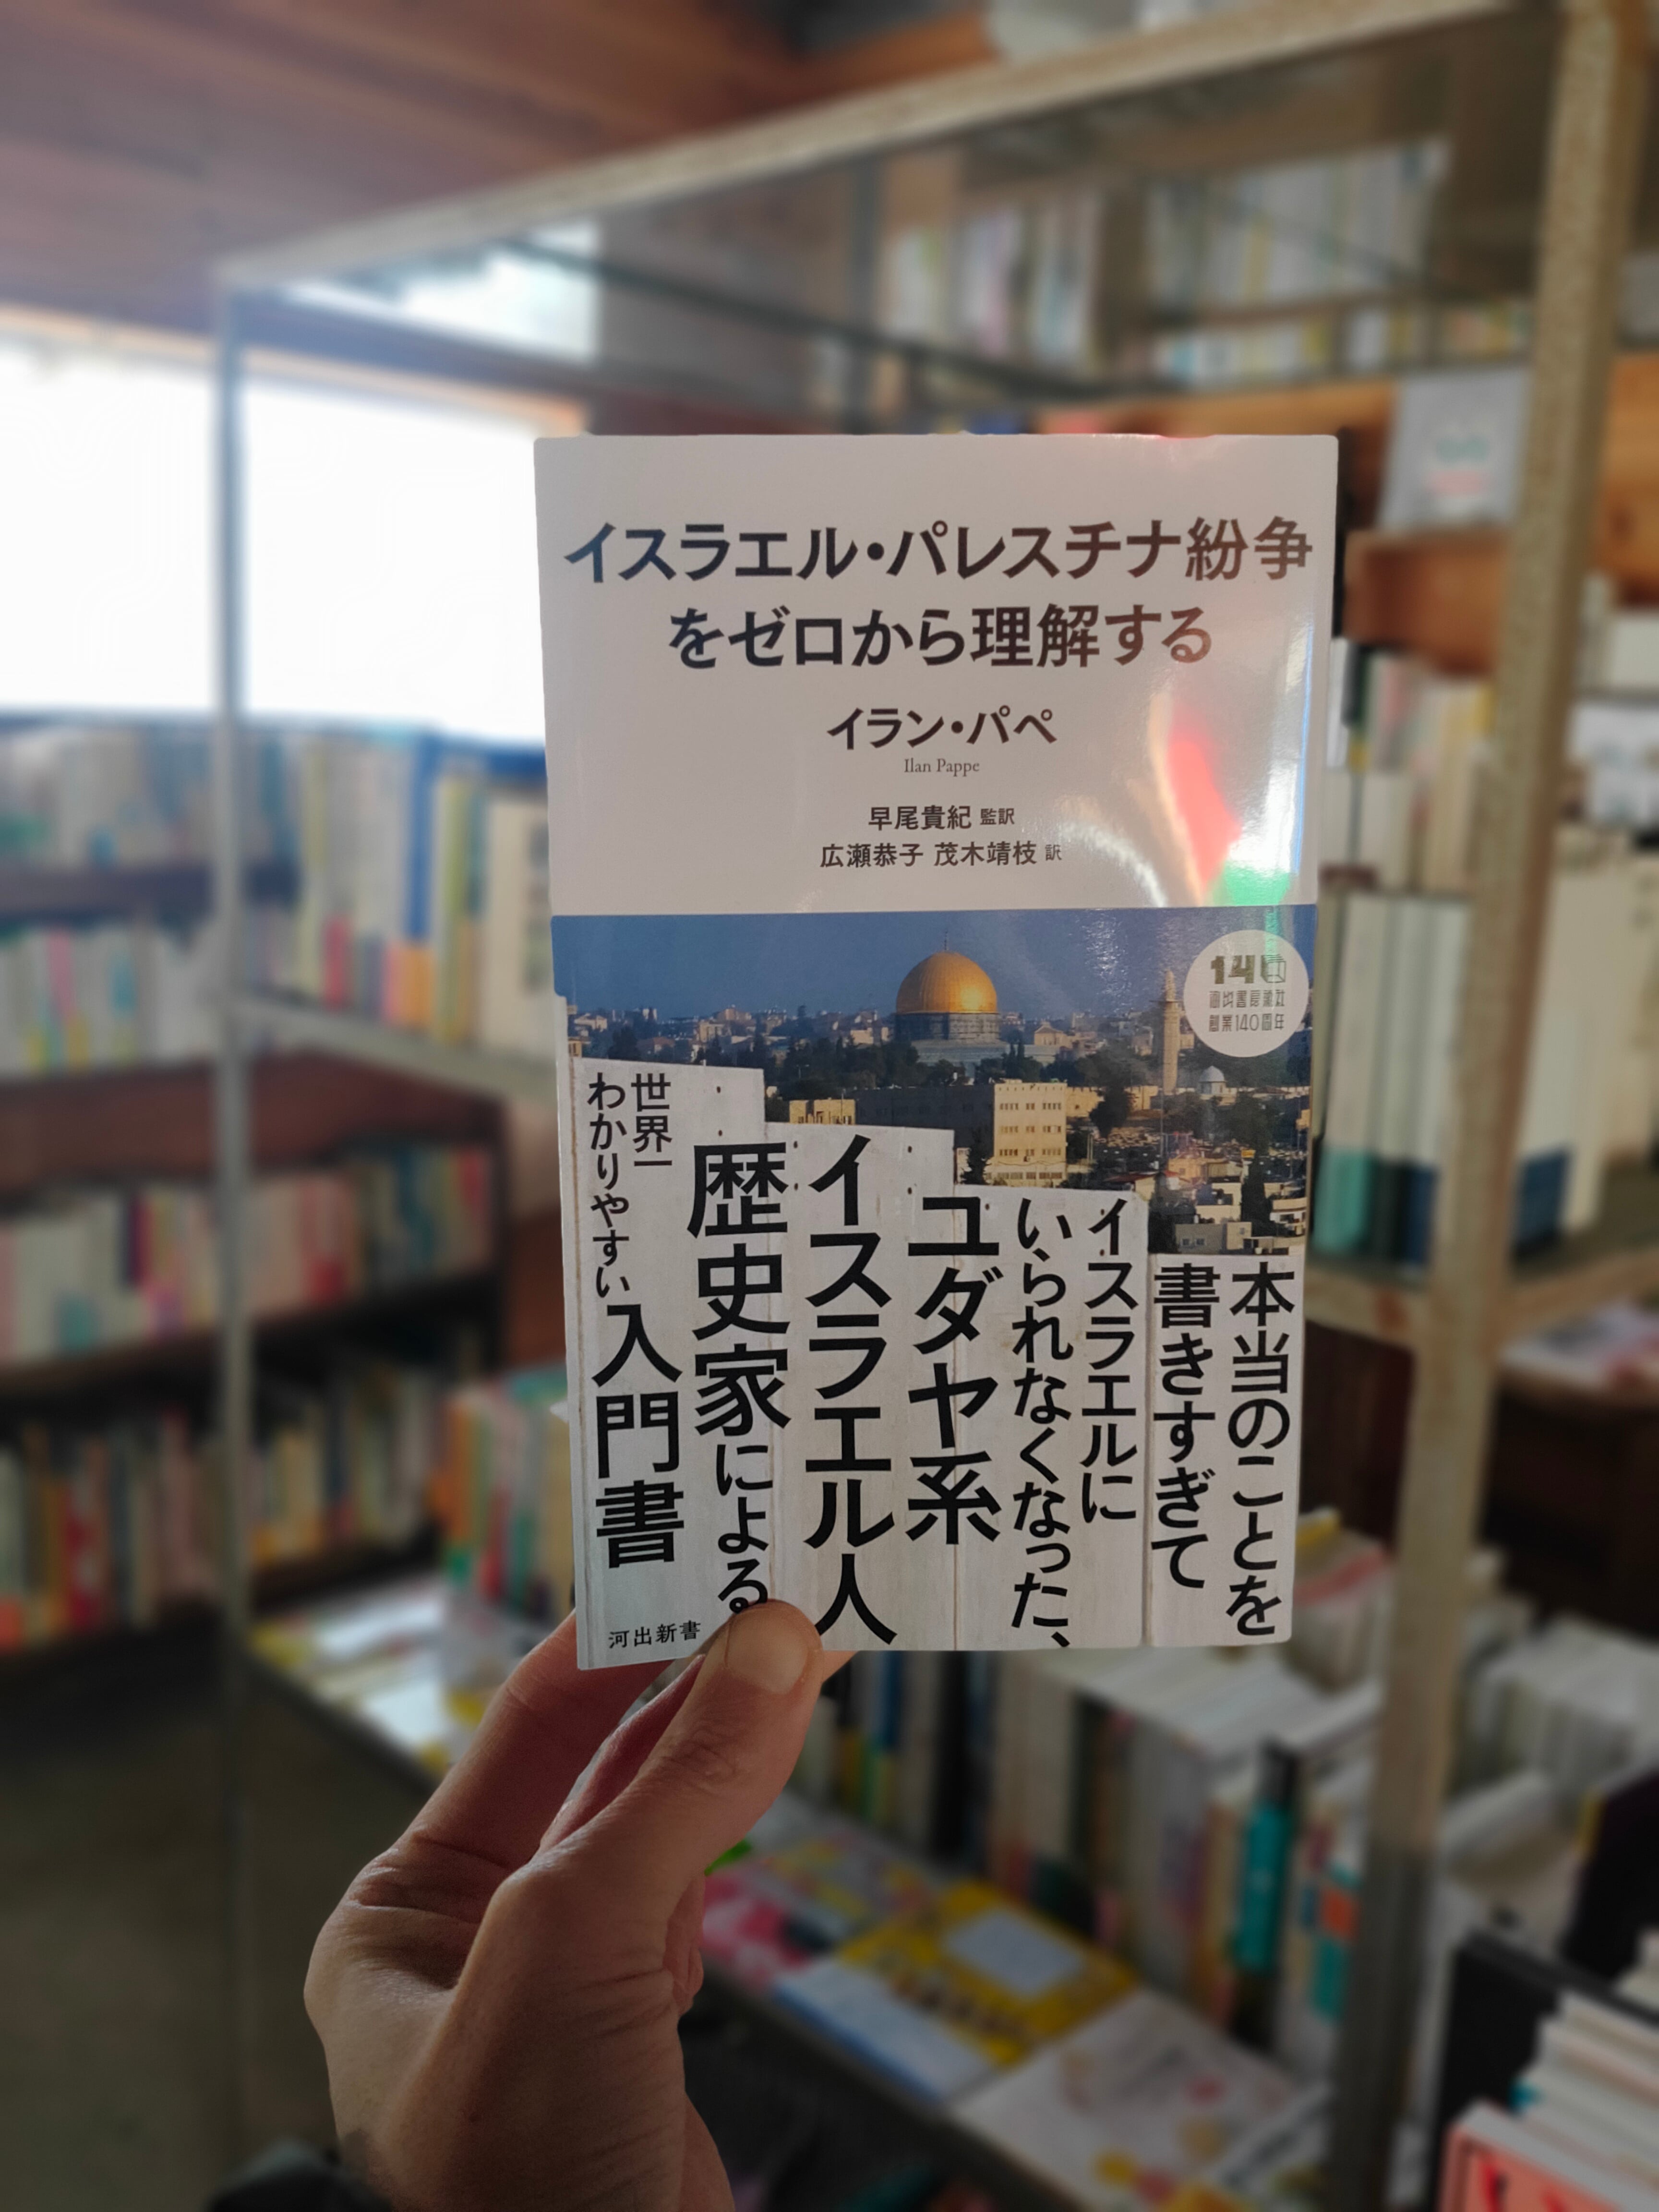 イスラエル・パレスチナ紛争
をゼロから理解する
イラン・パペ
Ilan Pappe
早尾貴紀 監訳
広瀬恭子 茂木靖枝 訳
140
河出書房新社
創業140周年
本当のことを
書きすぎて
イスラエルに
いられなくなった、
ユダヤ系
イスラエル人
歴史家による
世界一
わかりやすい
入門書
河出新書